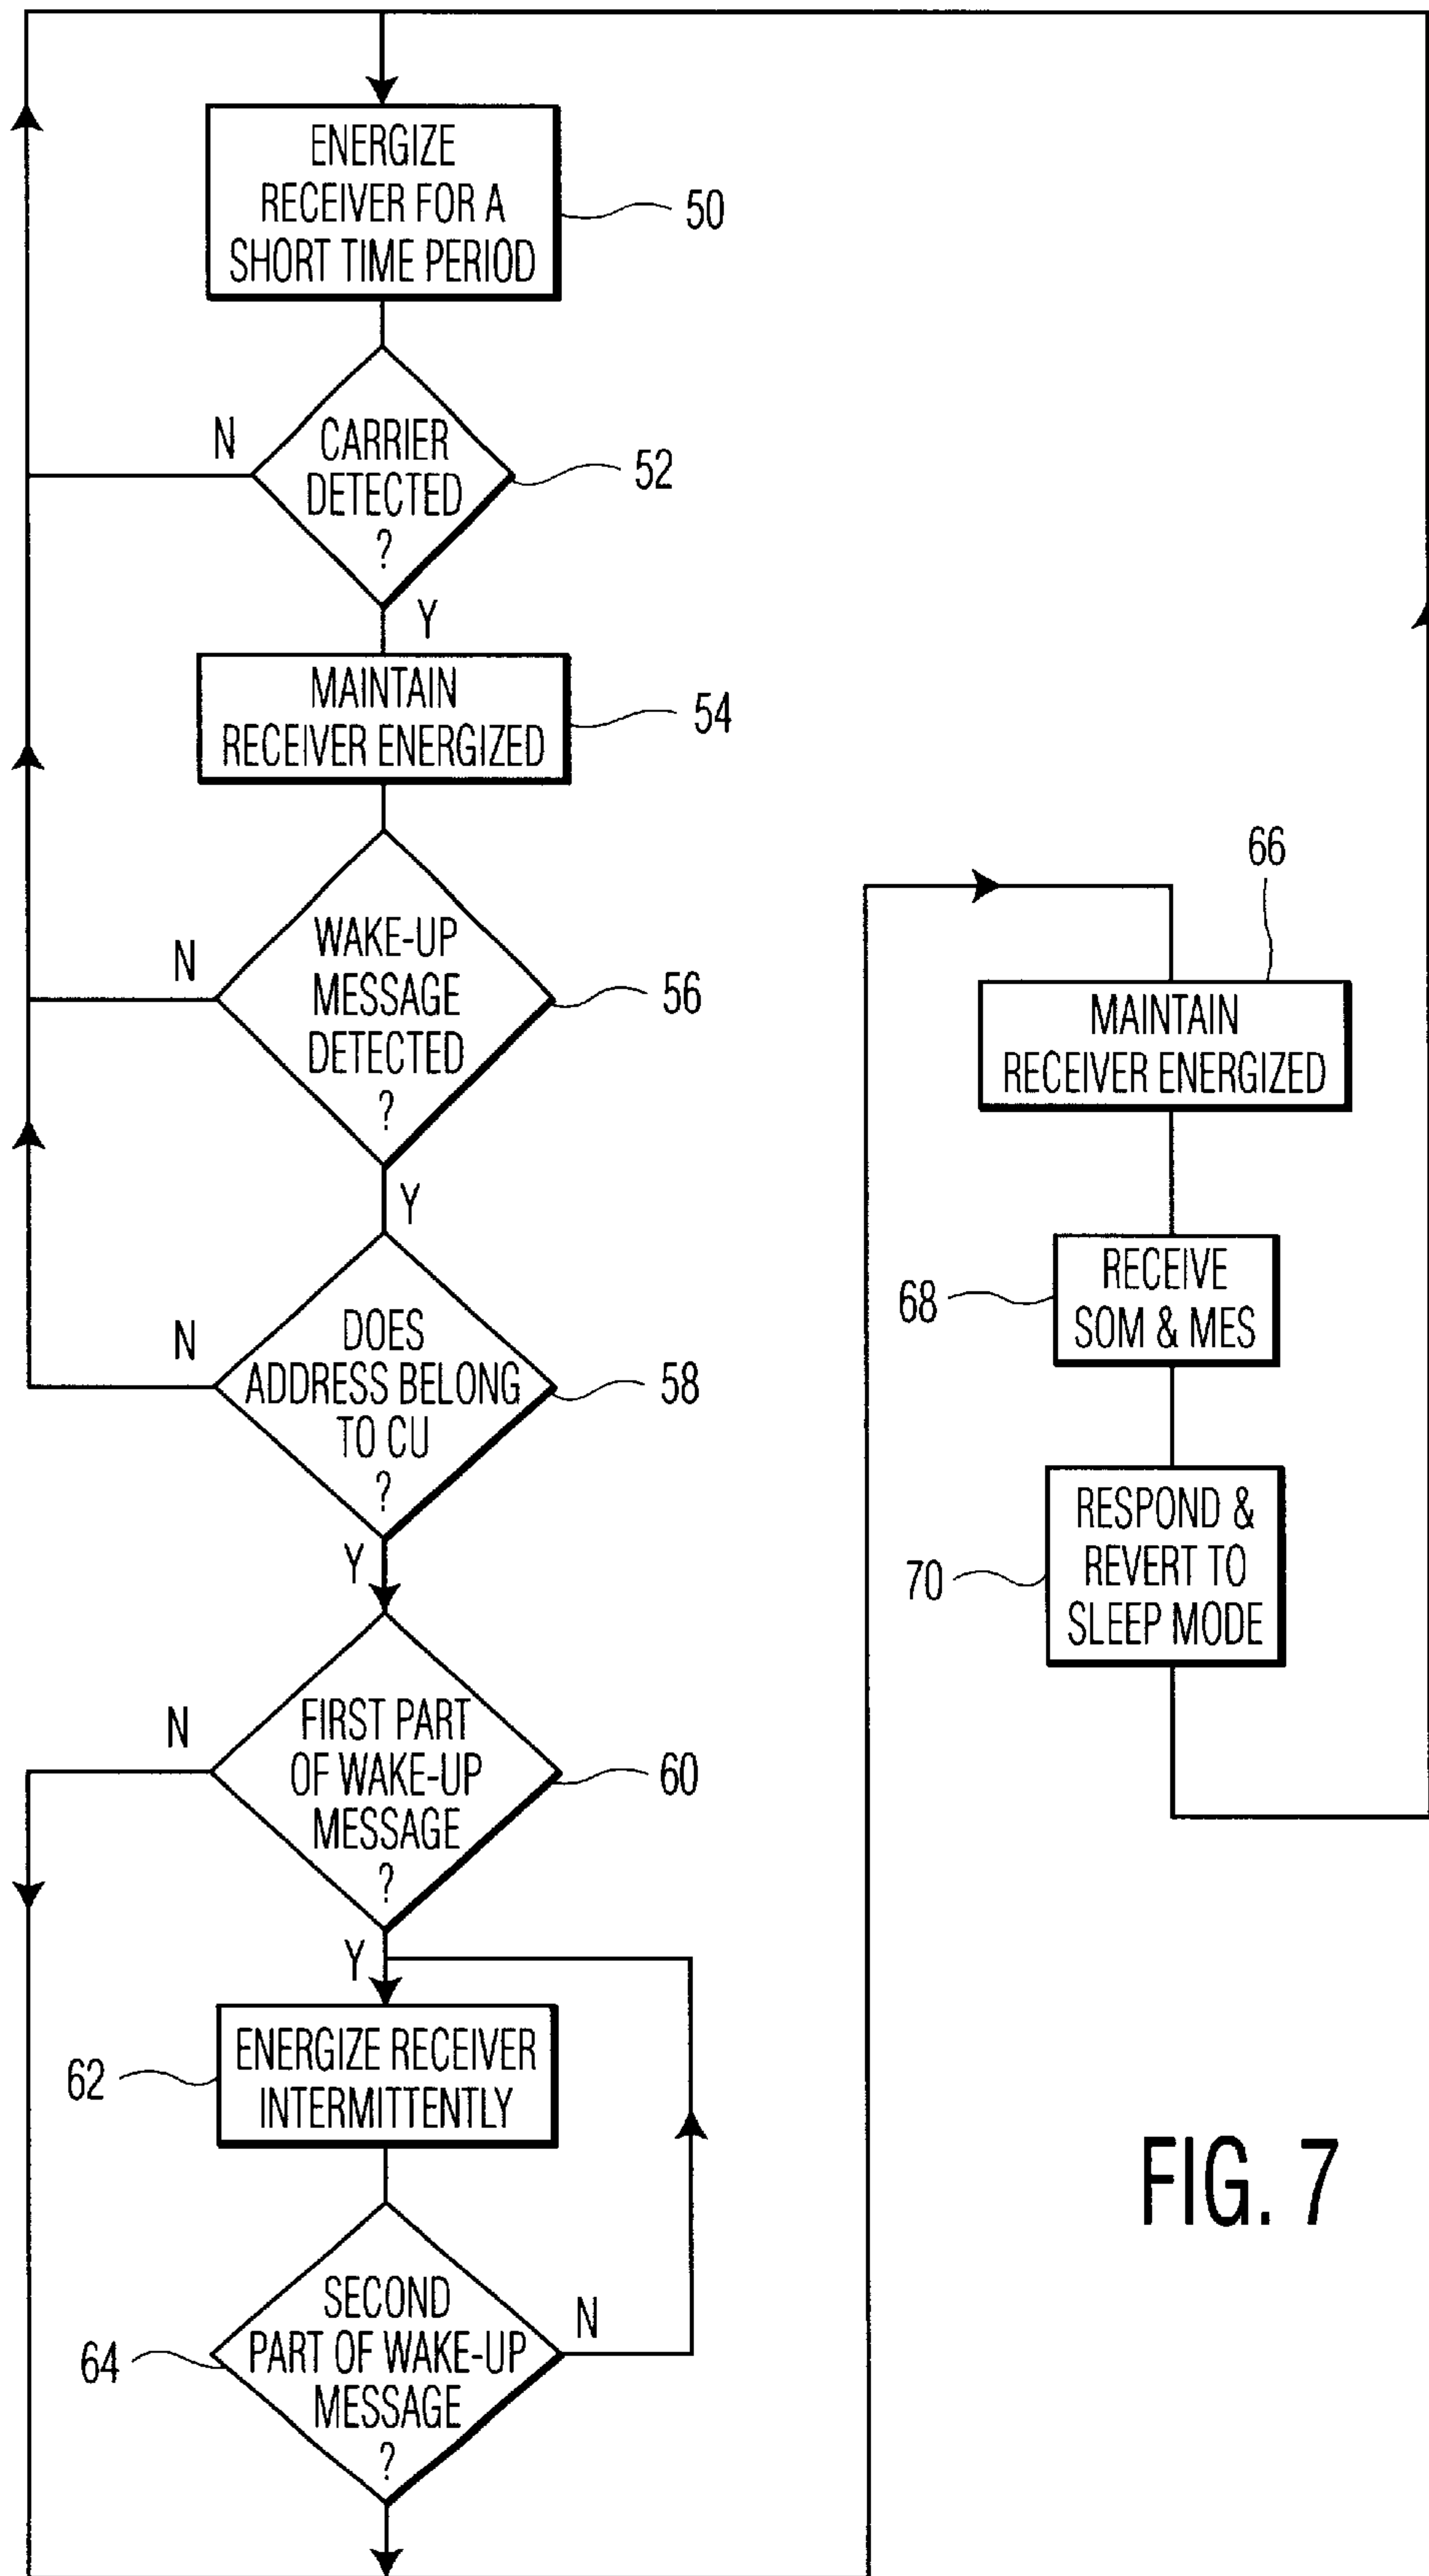 ENERGIZE
RECEIVER FOR A
SHORT TIME PERIOD
50
N
CARRIER
DETECTED
?
52
Y
MAINTAIN
RECEIVER ENERGIZED
54
N
WAKE-UP
MESSAGE
DETECTED
?
56
Y
N
DOES
ADDRESS BELONG
TO CU
?
58
Y
N
FIRST PART
OF WAKE-UP
MESSAGE
?
60
Y
62
ENERGIZE RECEIVER
INTERMITTENTLY
64
SECOND
PART OF WAKE-UP
MESSAGE
?
N
66
MAINTAIN
RECEIVER ENERGIZED
68
RECEIVE
SOM & MES
70
RESPOND &
REVERT TO
SLEEP MODE
FIG. 7